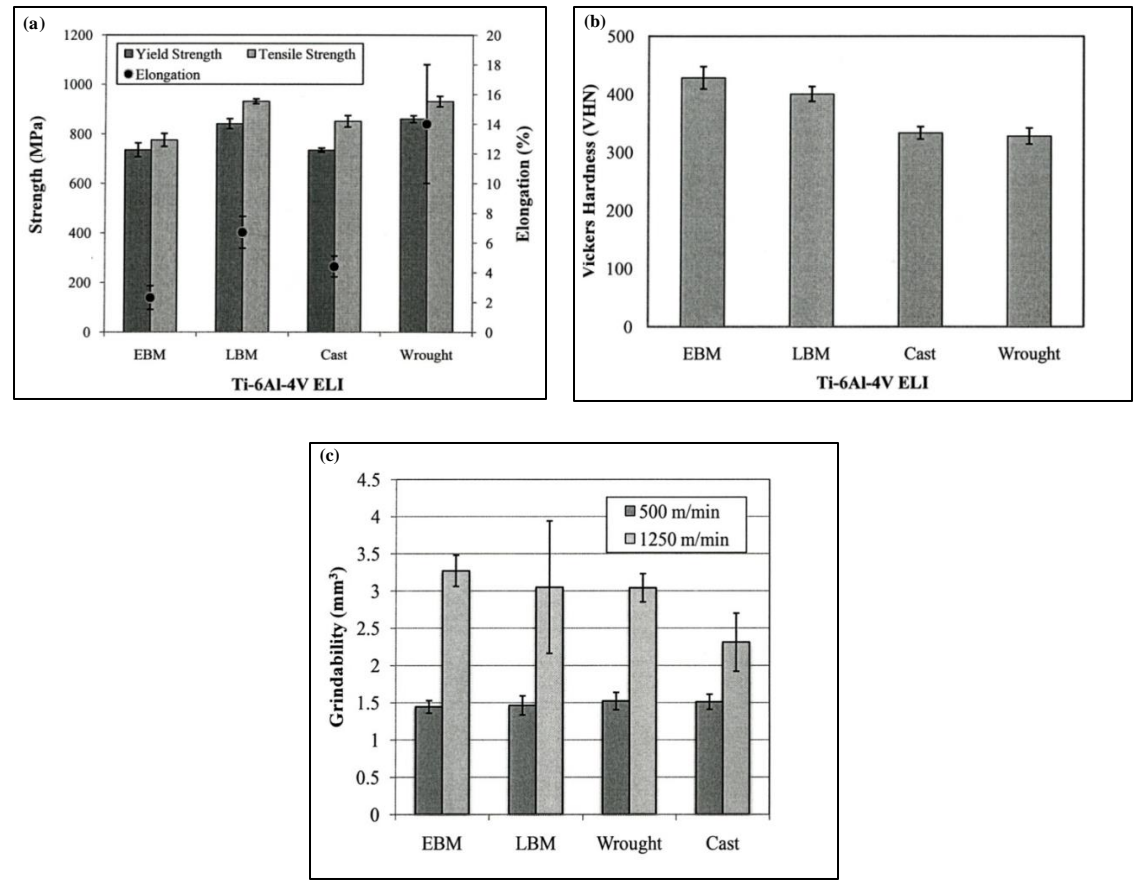 (a)
1200
1000
800
600
400
200
0
Strength (MPa)
Yield Strength
Tensile Strength
Elongation
20
18
16
14
12
10
8
6
4
2
0
Elongation (%)
EBM
LBM
Cast
Wrought
Ti-6Al-4V ELI
(b)
500
400
300
200
100
0
Vickers Hardness (VHN)
EBM
LBM
Cast
Wrought
Ti-6Al-4V ELI
(c)
4.5
4
3.5
3
2.5
2
1.5
1
0.5
0
Grindability (mm³)
500 m/min
1250 m/min
EBM
LBM
Wrought
Cast